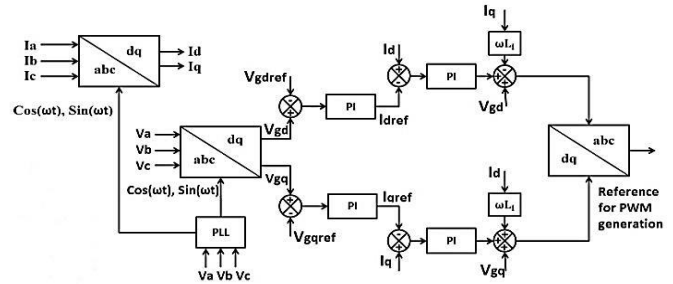 Ia
Ib
Ic
dq
abc
Id
Iq
Cos(ωt), Sin(ωt)
Va
Vb
Vc
dq
abc
Cos(ωt), Sin(ωt)
PLL
Va Vb Vc
Vgdref
Vgd
PI
Idref
Id
PI
Iq
ωL
Vgd
Vgq
Vgqref
PI
Iqref
Iq
PI
Id
ωL
Vgq
abc
dq
Reference
for PWM
generation